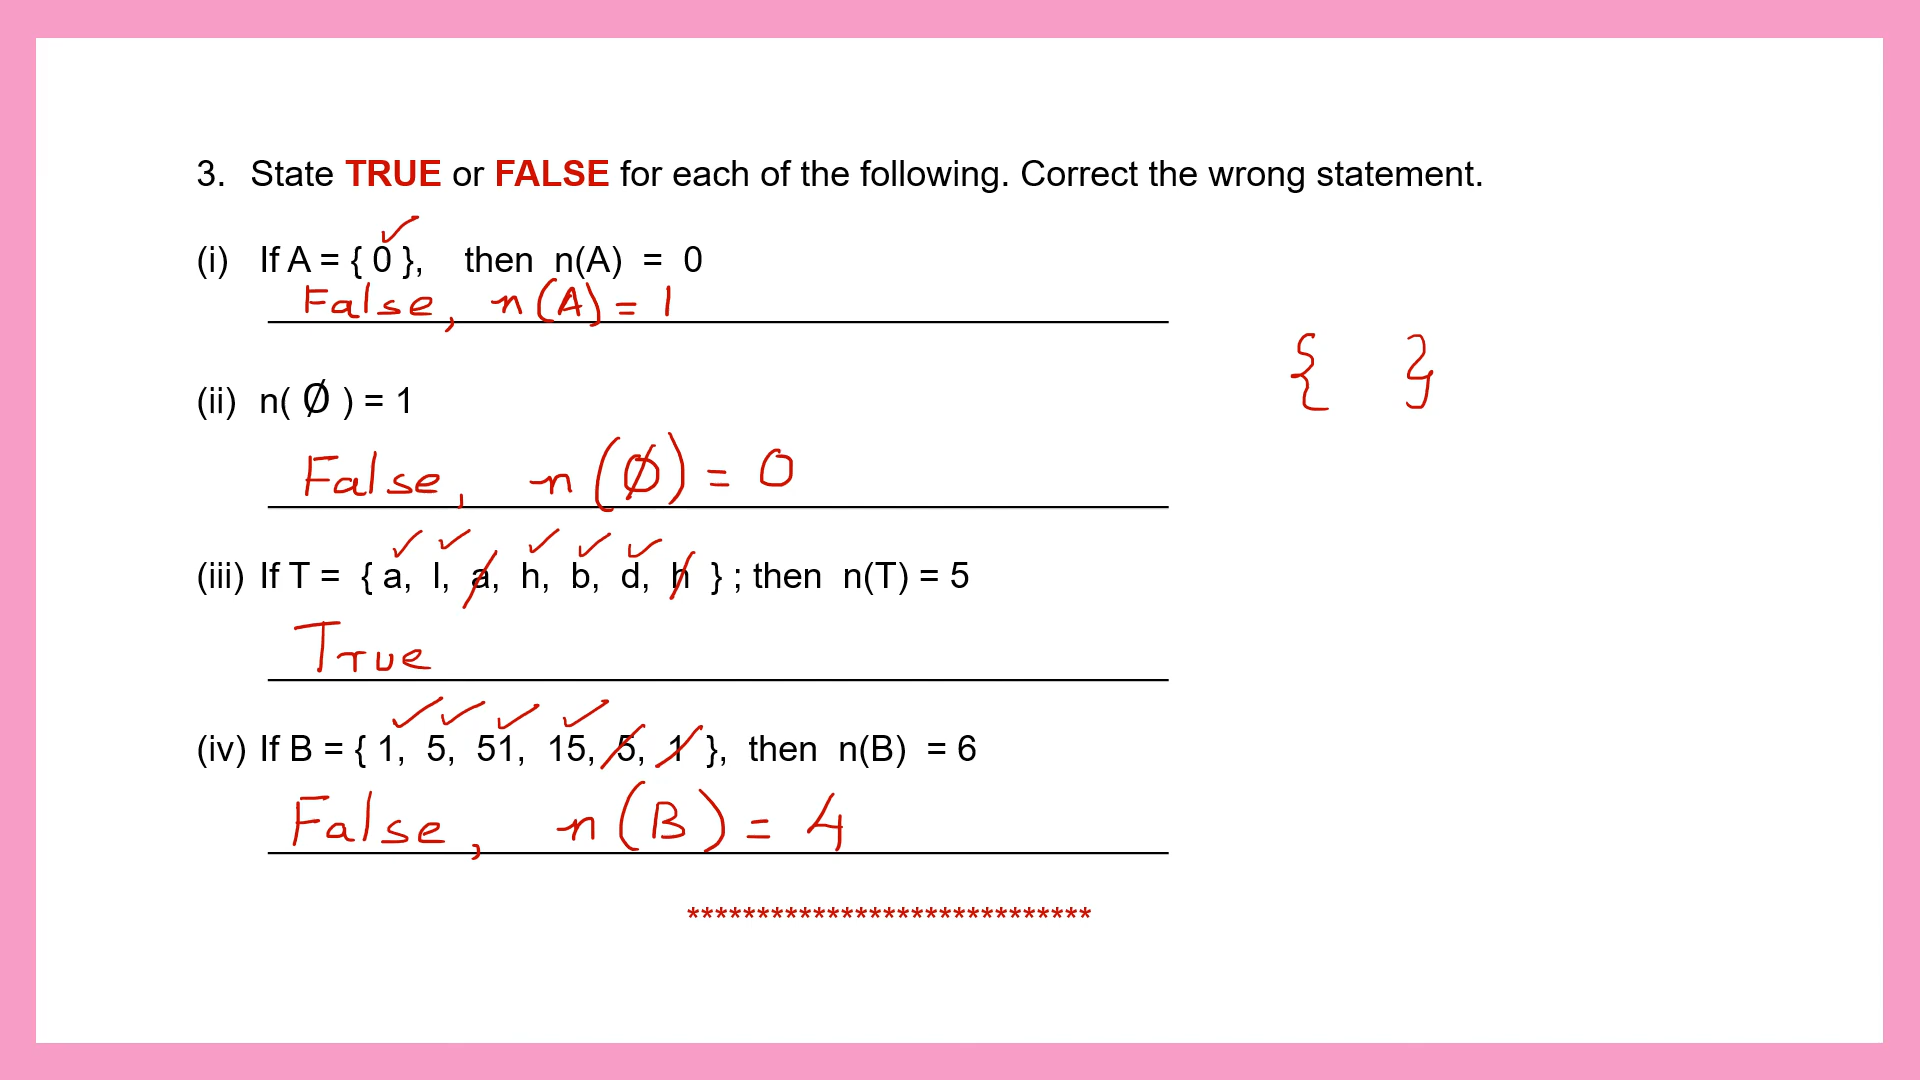 3. State TRUE or FALSE for each of the following. Correct the wrong statement.
(i) If A = { 0 }, then n(A) = 0
False, n(A) = 1
{ }
(ii) n( Ø ) = 1
False, n(Ø) = 0
(iii) If T = { a, l, a, h, b, d, h } ; then n(T) = 5
True
(iv) If B = { 1, 5, 51, 15, 5, 1 }, then n(B) = 6
False, n(B) = 4
*****************************